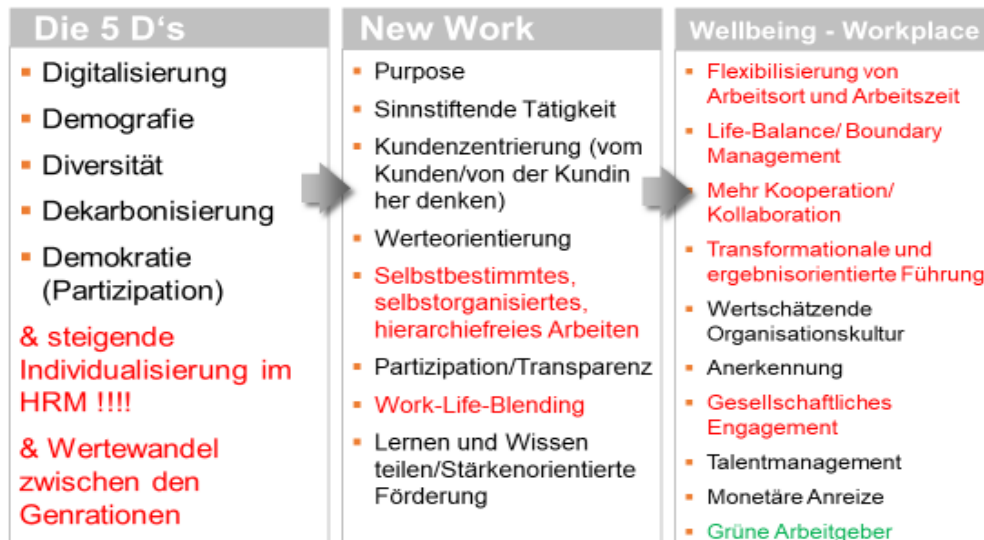 Die 5 D's
Digitalisierung
Demografie
Diversität
Dekarbonisierung
Demokratie
(Partizipation)
& steigende
Individualisierung im
HRM !!!!
& Wertewandel
zwischen den
Genrationen
New Work
Purpose
Sinnstiftende Tätigkeit
Kundenzentrierung (vom
Kunden/von der Kundin
her denken)
Werteorientierung
Selbstbestimmtes,
selbstorganisiertes,
hierarchiefreies Arbeiten
Partizipation/Transparenz
Work-Life-Blending
Lernen und Wissen
teilen/Stärkenorientierte
Förderung
Wellbeing - Workplace
Flexibilisierung von
Arbeitsort und Arbeitszeit
Life-Balance/ Boundary
Management
Mehr Kooperation/
Kollaboration
Transformationale und
ergebnisorientierte Führung
Wertschätzende
Organisationskultur
Anerkennung
Gesellschaftliches
Engagement
Talentmanagement
Monetäre Anreize
Grüne Arbeitgeber